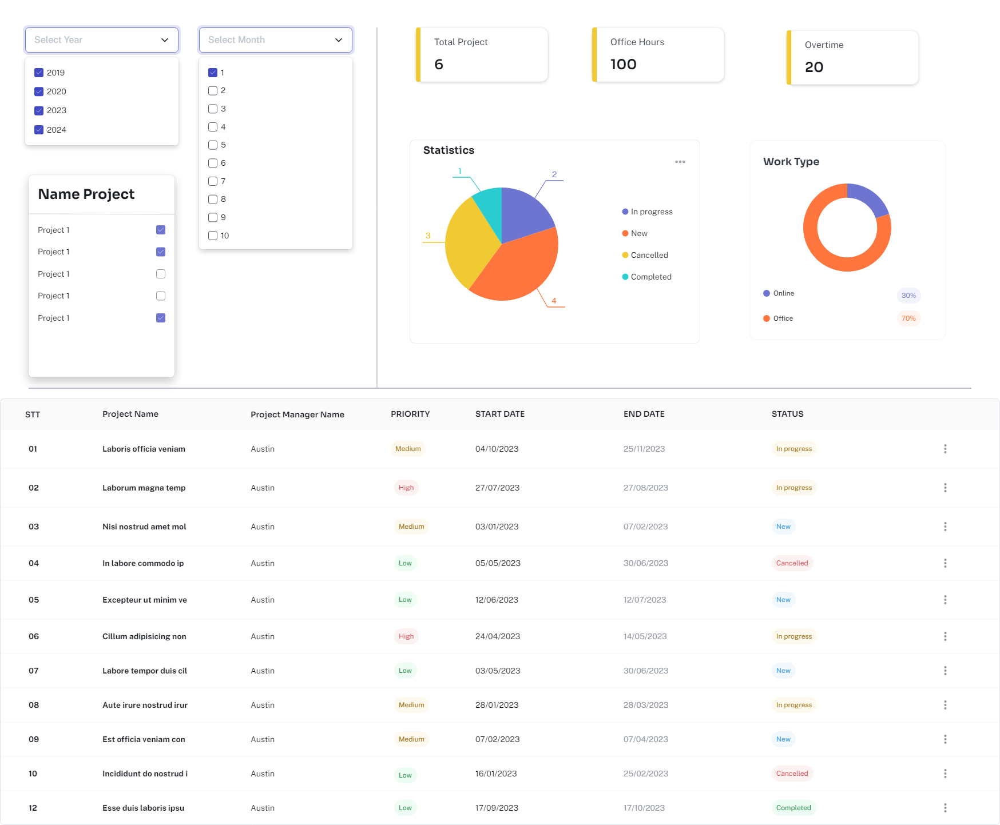 Select Year
2019
2020
2023
2024
Select Month
1
2
3
4
5
6
7
8
9
10
Name Project
Project 1
Project 1
Project 1
Project 1
Project 1
Total Project
6
Office Hours
100
Overtime
20
Statistics
1
2
3
4
In progress
New
Cancelled
Completed
Work Type
Online 30%
Office 70%
STT Project Name Project Manager Name PRIORITY START DATE END DATE STATUS
01 Laboris officia veniam Austin Medium 04/10/2023 25/11/2023 In progress
02 Laborum magna temp Austin High 27/07/2023 27/08/2023 In progress
03 Nisi nostrud amet mol Austin Medium 03/01/2023 07/02/2023 New
04 In labore commodo ip Austin Low 05/05/2023 30/06/2023 Cancelled
05 Excepteur ut minim ve Austin Low 12/06/2023 12/07/2023 New
06 Cillum adipisicing non Austin High 24/04/2023 14/05/2023 In progress
07 Labore tempor duis cil Austin Low 03/05/2023 30/06/2023 New
08 Aute irure nostrud irur Austin Medium 28/01/2023 28/03/2023 In progress
09 Est officia veniam con Austin Medium 07/02/2023 07/04/2023 New
10 Incididunt do nostrud i Austin Low 16/01/2023 25/02/2023 Cancelled
12 Esse duis laboris ipsu Austin Low 17/09/2023 17/10/2023 Completed